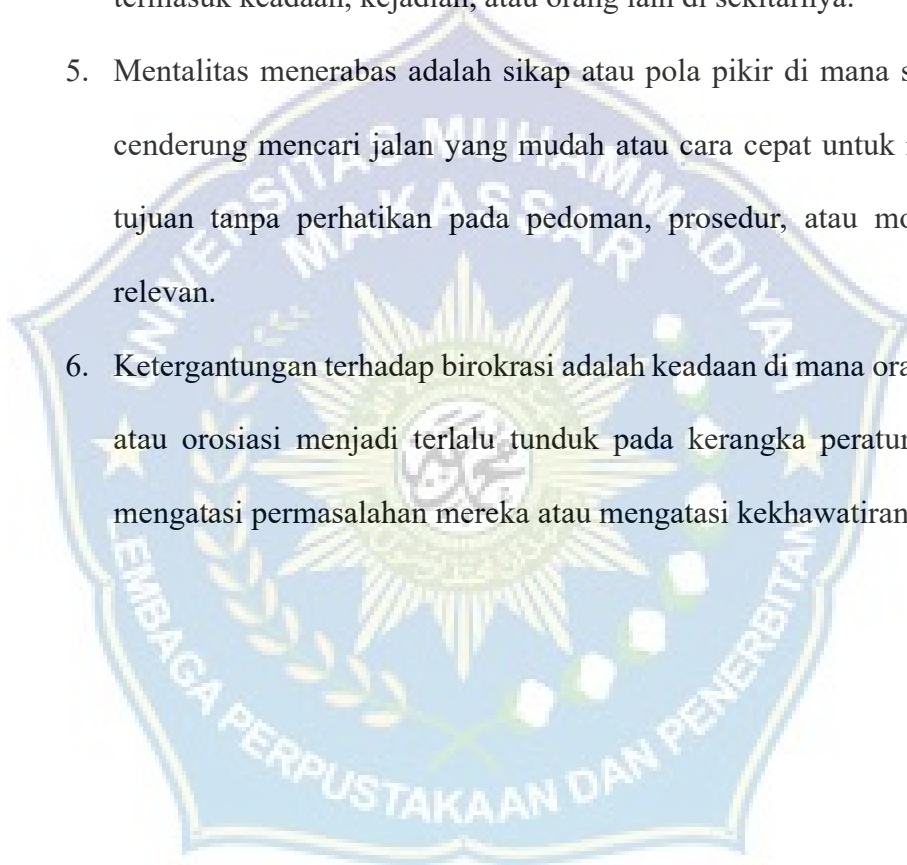 termasuk keadaan, kejadian, atau orang lain di sekitarnya.
5. Mentalitas menerabas adalah sikap atau pola pikir di mana
cenderung mencari jalan yang mudah atau cara cepat untuk
tujuan tanpa perhatikan pada pedoman, prosedur, atau
relevan.
6. Ketergantungan terhadap birokrasi adalah keadaan di mana
atau orosiasi menjadi terlalu tunduk pada kerangka
mengatasi permasalahan mereka atau mengatasi kekhawatiran
UNIVERSITAS MUHAMMADIYAH
MAKASSAR
LEMBAGA PERPUSTAKAAN DAN PENERBITAN